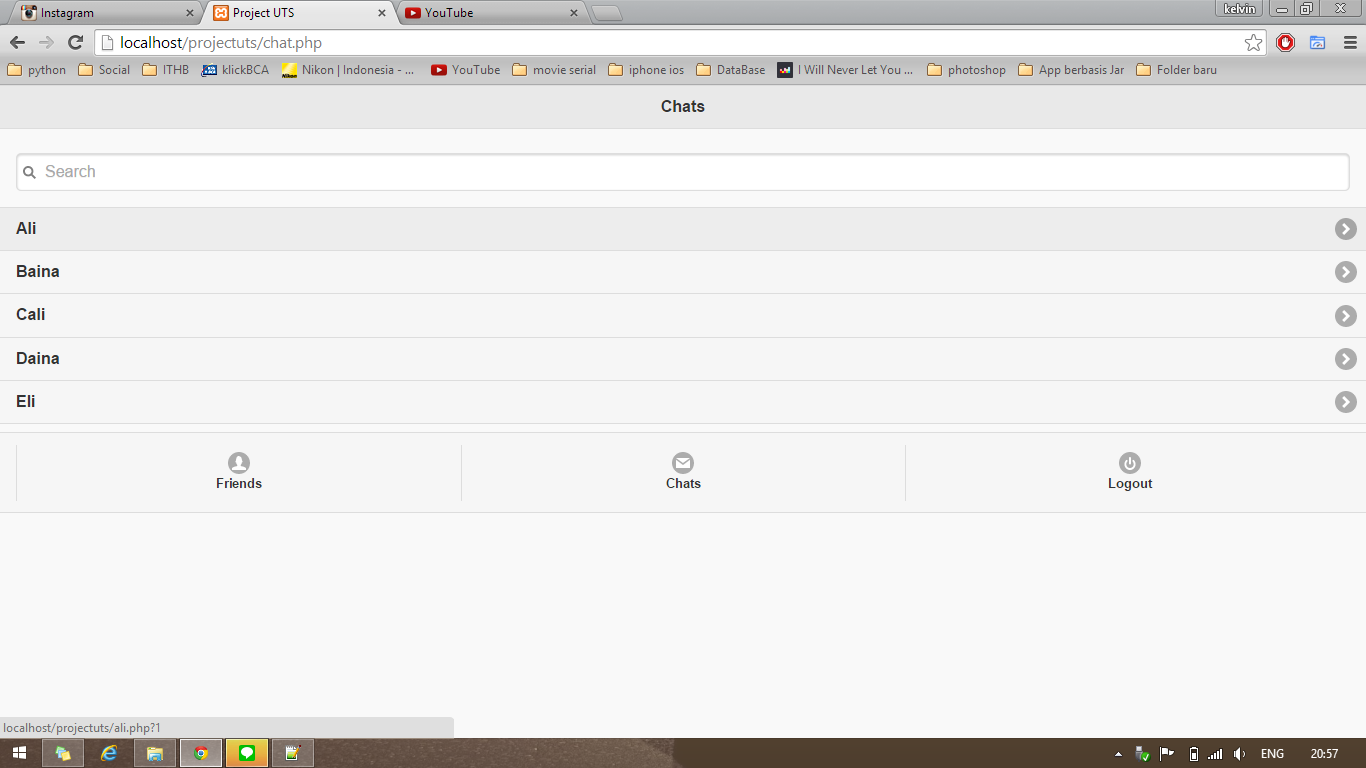 Instagram
Project UTS
YouTube
kelvin
localhost/projectuts/chat.php
python
Social
ITHB
klickBCA
Nikon | Indonesia - ...
YouTube
movie serial
iphone ios
DataBase
I Will Never Let You ...
photoshop
App berbasis Jar
Folder baru
Chats
Search
Ali
Baina
Cali
Daina
Eli
Friends
Chats
Logout
localhost/projectuts/ali.php?1
ENG
20:57